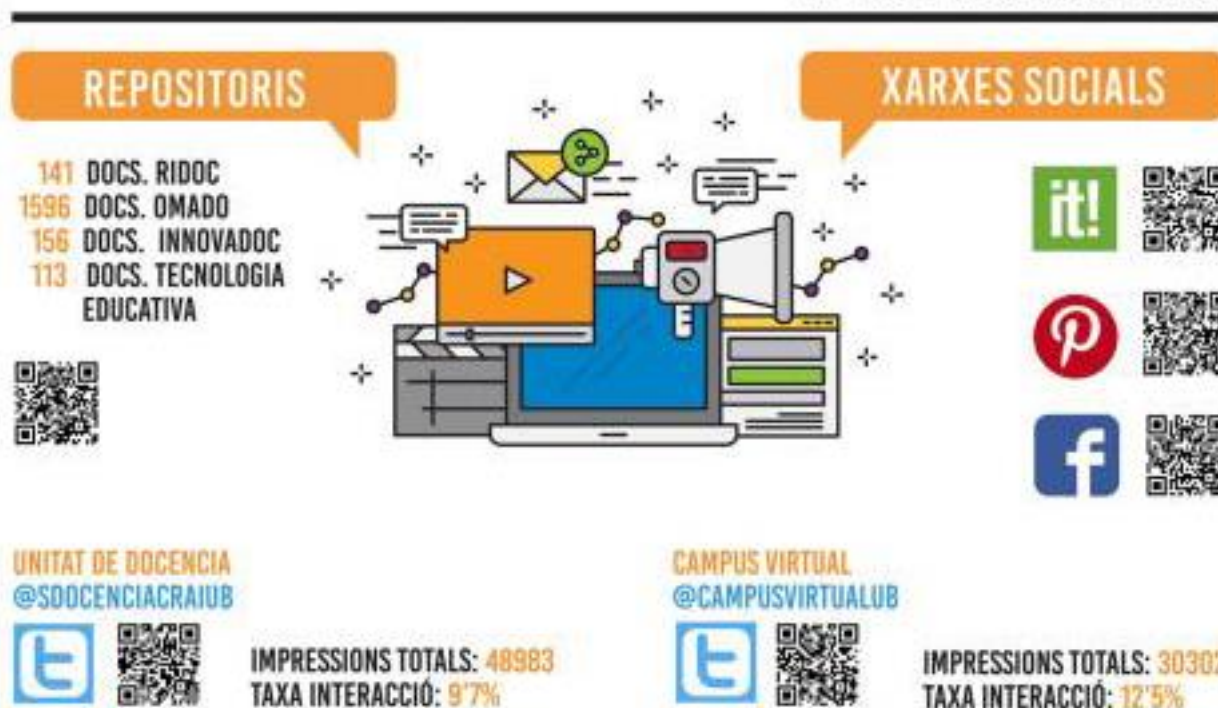 REPOSITORIS
141 DOCS. RIDOC
1596 DOCS. OMADO
156 DOCS. INNOVADOC
113 DOCS. TECNOLOGIA
EDUCATIVA
XARXES SOCIALS
it!
UNITAT DE DOCENCIA
@SDOCENCIACRAIUB
IMPRESSIONS TOTALS: 48983
TAXA INTERACCIÓ: 9'7%
CAMPUS VIRTUAL
@CAMPUSVIRTUALUB
IMPRESSIONS TOTALS: 30302
TAXA INTERACCIÓ: 12'5%